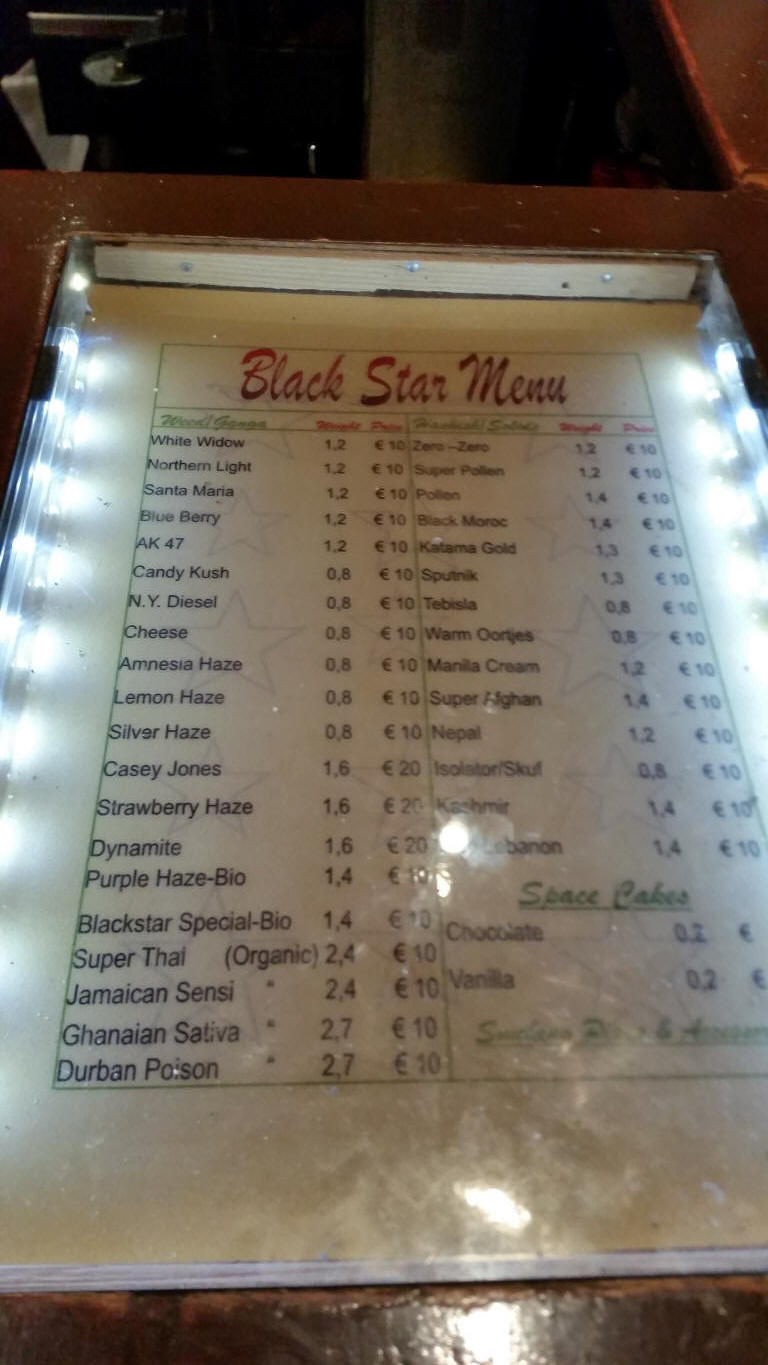 Black Star Menu
Weed/Ganga Weight Price
White Widow 1,2 € 10
Northern Light 1,2 € 10
Santa Maria 1,2 € 10
Blue Berry 1,2 € 10
AK 47 1,2 € 10
Candy Kush 0,8 € 10
N.Y. Diesel 0,8 € 10
Cheese 0,8 € 10
Amnesia Haze 0,8 € 10
Lemon Haze 0,8 € 10
Silver Haze 0,8 € 10
Casey Jones 1,6 € 20
Strawberry Haze 1,6 € 20
Dynamite 1,6 € 20
Purple Haze-Bio 1,4 € 10
Blackstar Special-Bio 1,4 € 10
Super Thai (Organic) 2,4 € 10
Jamaican Sensi " 2,4 € 10
Ghanaian Sativa " 2,7 € 10
Durban Poison " 2,7 € 10
Hashish/Solids Weight Price
Zero –Zero 1,2 € 10
Super Pollen 1,2 € 10
Pollen 1,4 € 10
Black Moroc 1,4 € 10
Katama Gold 1,3 € 10
Sputnik 1,3 € 10
Tebisla 0,8 € 10
Warm Oortjes 0,8 € 10
Manila Cream 1,2 € 10
Super Afghan 1,4 € 10
Nepal 1,2 € 10
Isolator/Skuf 0,8 € 10
Kashmir 1,4 € 10
Lebanon 1,4 € 10
Space Cakes
Chocolate 0,2 €
Vanilla 0,2 €
&